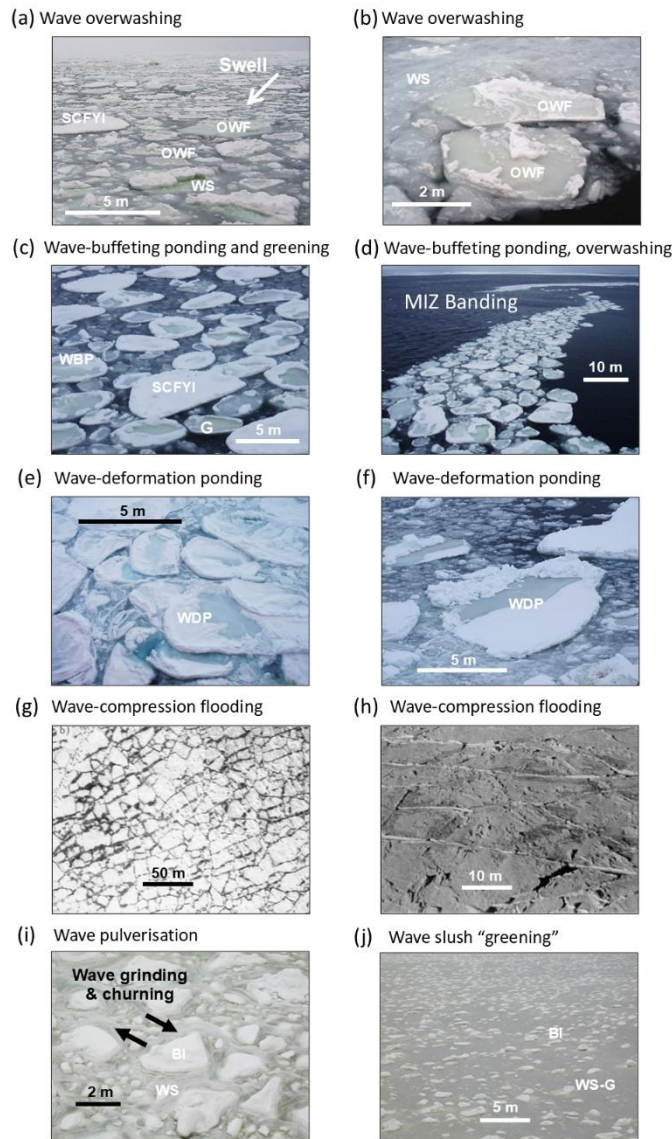 (a) Wave overwashing
Swell
SCFYI
OWF
OWF
WS
5 m
(b) Wave overwashing
WS
OWF
OWF
2 m
(c) Wave-buffeting ponding and greening
WBP
SCFYI
G
5 m
(d) Wave-buffeting ponding, overwashing
MIZ Banding
10 m
(e) Wave-deformation ponding
5 m
WDP
(f) Wave-deformation ponding
WDP
5 m
(g) Wave-compression flooding
b)
50 m
(h) Wave-compression flooding
10 m
(i) Wave pulverisation
Wave grinding
& churning
BI
WS
2 m
(j) Wave slush “greening”
BI
WS-G
5 m